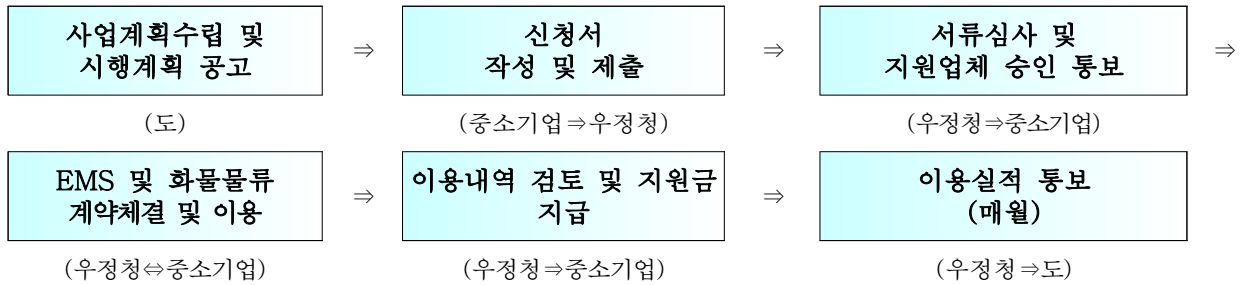 사업계획수립 및
시행계획 공고
⇒
신청서
작성 및 제출
⇒
서류심사 및
지원업체 승인 통보
⇒
(도)
(중소기업⇒우정청)
(우정청⇒중소기업)
EMS 및 화물물류
계약체결 및 이용
⇒
이용내역 검토 및 지원금
지급
⇒
이용실적 통보
(매월)
(우정청⇔중소기업)
(우정청⇒중소기업)
(우정청⇒도)